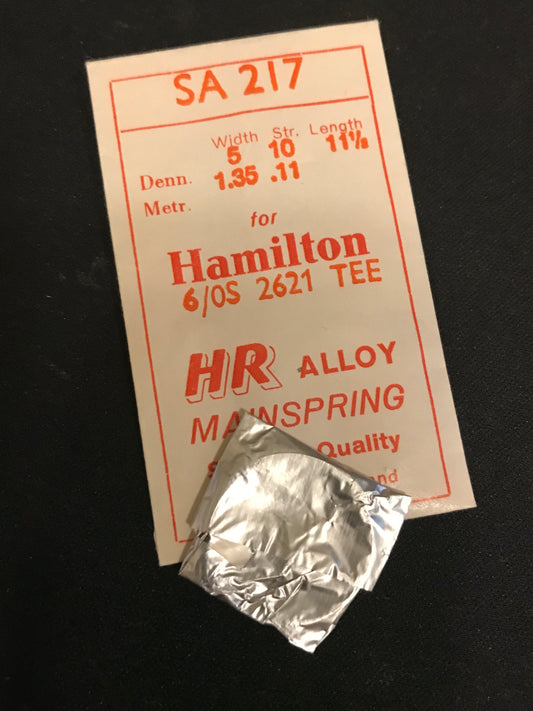 SA 217
Width Str. Length
Denn. 5 10 11½
Metr. 1.35 .11
for
Hamilton
6/OS 2621 TEE
HR ALLOY
MAINSPRING
Quality